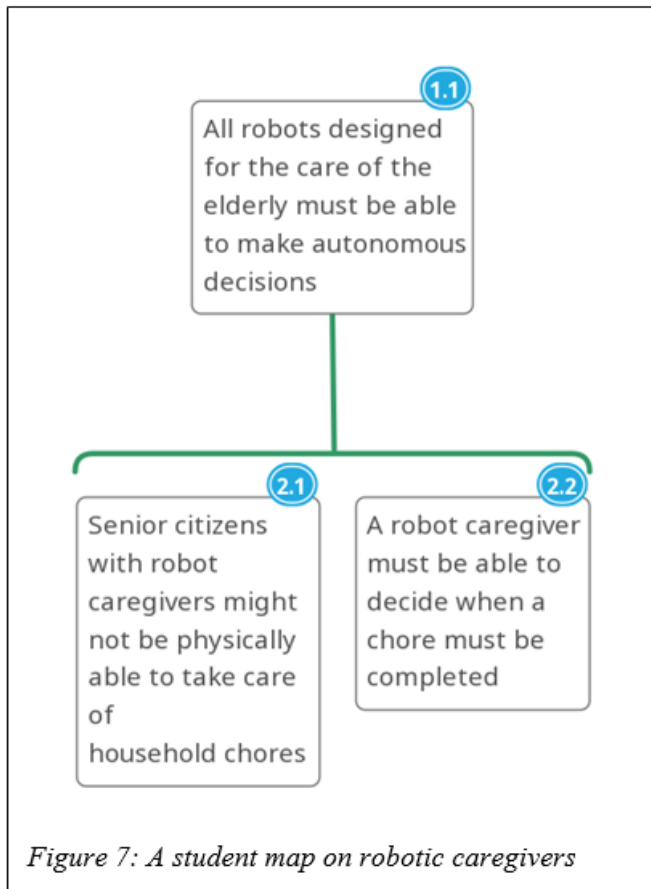 1.1
All robots designed
for the care of the
elderly must be able
to make autonomous
decisions
2.1
Senior citizens
with robot
caregivers might
not be physically
able to take care
of
household chores
2.2
A robot caregiver
must be able to
decide when a
chore must be
completed
Figure 7: A student map on robotic caregivers